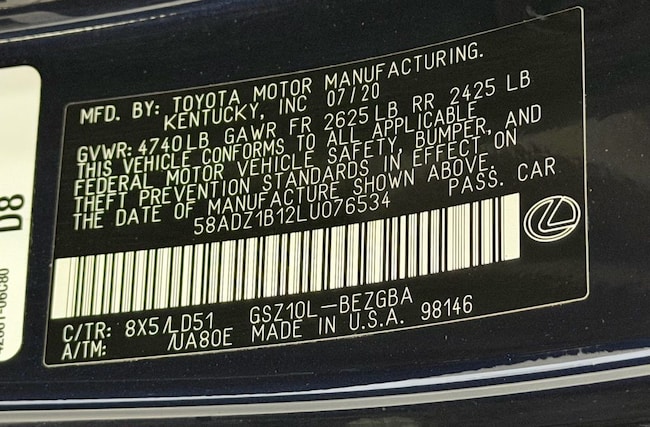 MFD. BY: TOYOTA MOTOR MANUFACTURING.
KENTUCKY, INC 07/20
GVWR: 4740LB GAWR FR 2625 LB RR 2425 LB
THIS VEHICLE CONFORMS TO ALL APPLICABLE
FEDERAL MOTOR VEHICLE SAFETY, BUMPER, AND
THEFT PREVENTION STANDARDS IN EFFECT ON
THE DATE OF MANUFACTURE SHOWN ABOVE.
58ADZ1B12LU076534 PASS. CAR
C/TR: 8X5/LD51 GSZ10L-BEZGBA
A/TM: /UA80E MADE IN U.S.A. 98146
D8